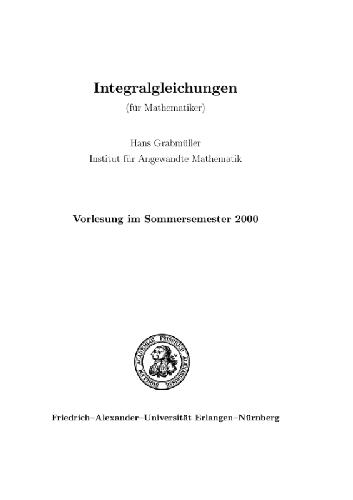 Integralgleichungen
(für Mathematiker)
Hans Grabmüller
Institut für Angewandte Mathematik
Vorlesung im Sommersemester 2000
Friedrich–Alexander–Universität Erlangen–Nürnberg